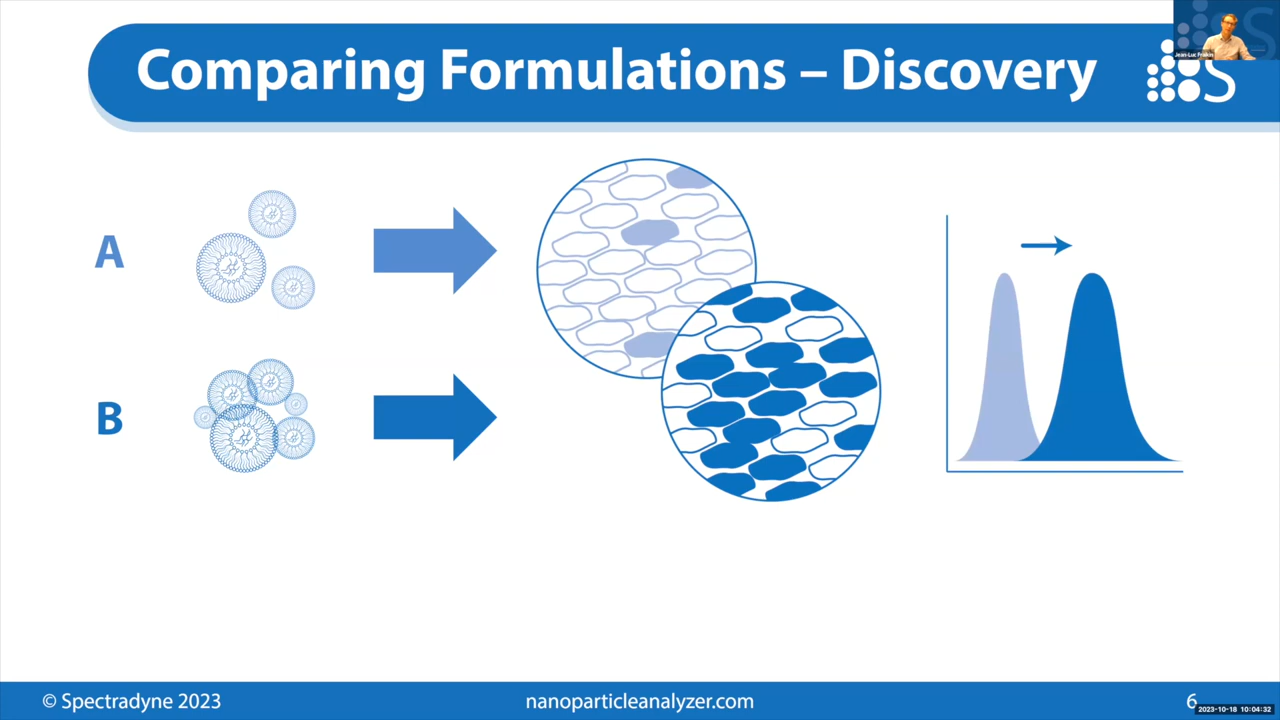 Comparing Formulations – Discovery
S
A
B
© Spectradyne 2023
nanoparticleanalyzer.com
6
2023-10-18 10:04:32